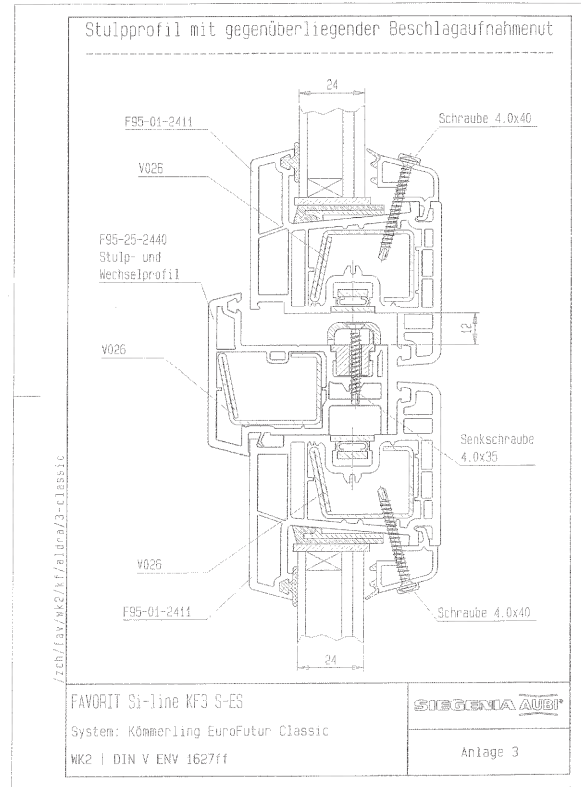 Stulpprofil mit gegenüberliegender Beschlagaufnahmenut
24
F95-01-2411
Schraube 4.0x40
V026
F95-25-2440
Stulp- und
Wechselprofil
12
V026
Senkschraube
4.0x35
V026
F95-01-2411
Schraube 4.0x40
24
/zch/fav/wk2/kf/aldra/3-classic
FAVORIT Si-line KF3 S-ES
System: Kömmerling EuroFutur Classic
WK2 | DIN V ENV 1627ff
SIEGENIA AUBI®
Anlage 3